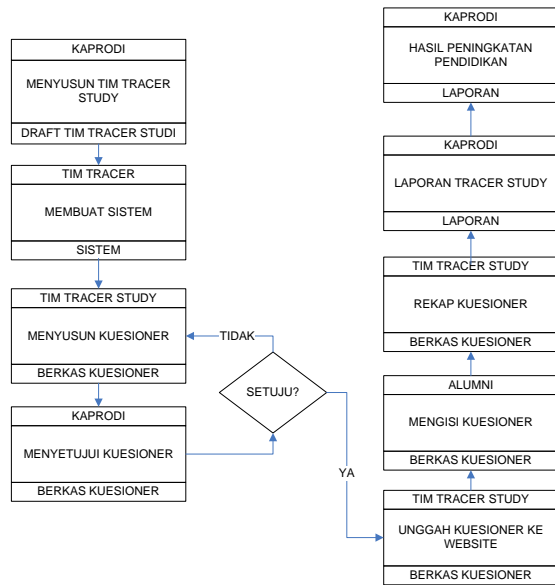 KAPRODI
MENYUSUN TIM TRACER
STUDY
DRAFT TIM TRACER STUDI
TIM TRACER
MEMBUAT SISTEM
SISTEM
TIM TRACER STUDY
MENYUSUN KUESIONER
BERKAS KUESIONER
KAPRODI
MENYETUJUI KUESIONER
BERKAS KUESIONER
TIDAK
SETUJU?
YA
TIM TRACER STUDY
UNGGAH KUESIONER KE
WEBSITE
BERKAS KUESIONER
ALUMNI
MENGISI KUESIONER
BERKAS KUESIONER
TIM TRACER STUDY
REKAP KUESIONER
BERKAS KUESIONER
KAPRODI
LAPORAN TRACER STUDY
LAPORAN
KAPRODI
HASIL PENINGKATAN
PENDIDIKAN
LAPORAN